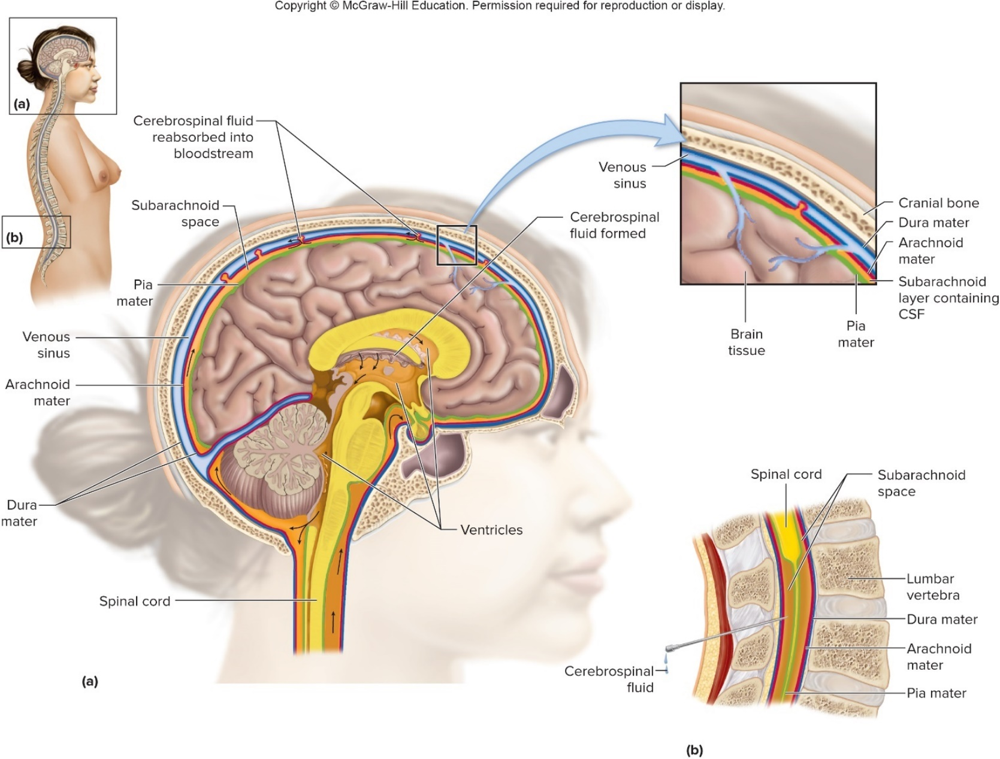 Copyright © McGraw-Hill Education. Permission required for reproduction or display.
(a)
(b)
Cerebrospinal fluid
reabsorbed into
bloodstream
Subarachnoid
space
Pia
mater
Venous
sinus
Arachnoid
mater
Dura
mater
Spinal cord
(a)
Cerebrospinal
fluid formed
Ventricles
Venous
sinus
Cranial bone
Dura mater
Arachnoid
mater
Subarachnoid
layer containing
CSF
Pia
mater
Brain
tissue
Spinal cord
Subarachnoid
space
Lumbar
vertebra
Dura mater
Arachnoid
mater
Pia mater
Cerebrospinal
fluid
(b)